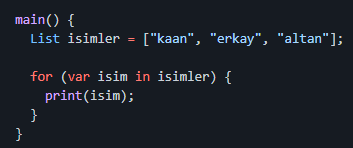 main() {
  List isimler = ["kaan", "erkay", "altan"];

  for (var isim in isimler) {
    print(isim);
  }
}